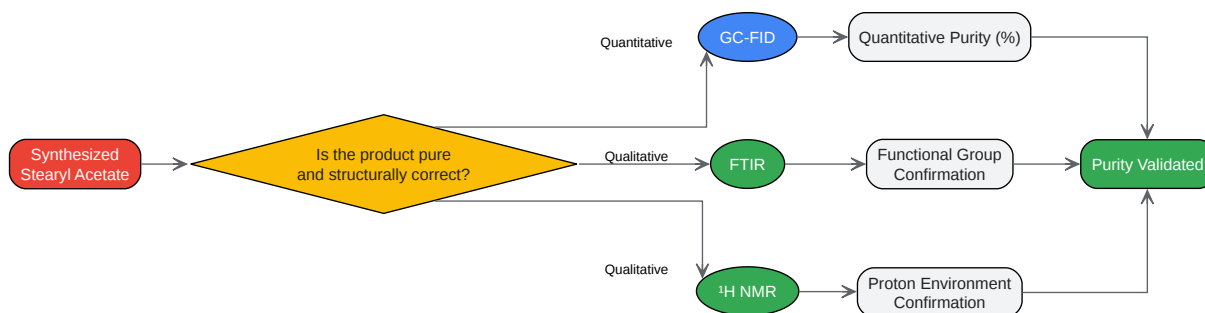 Quantitative
GC-FID
Quantitative Purity (%)
Synthesized
Stearyl Acetate
Is the product pure
and structurally correct?
Qualitative
FTIR
Functional Group
Confirmation
Purity Validated
Qualitative
¹H NMR
Proton Environment
Confirmation